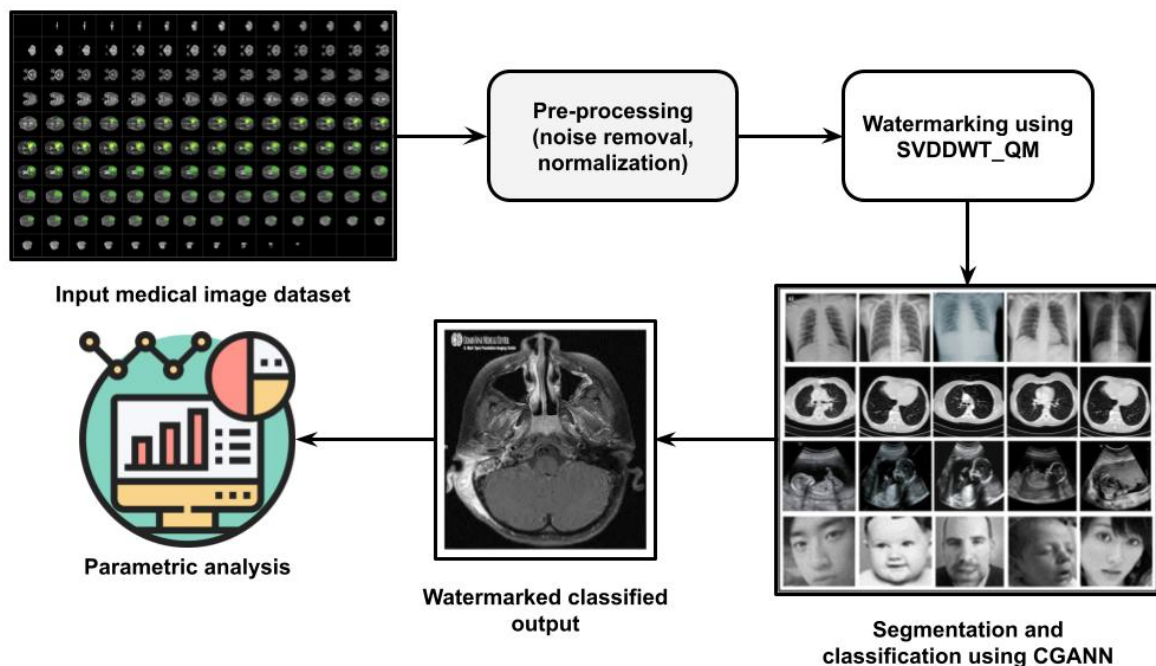 Pre-processing
(noise removal,
normalization)
Watermarking using
SVDDWT_QM
Input medical image dataset
Parametric analysis
Watermarked classified
output
Segmentation and
classification using CGANN